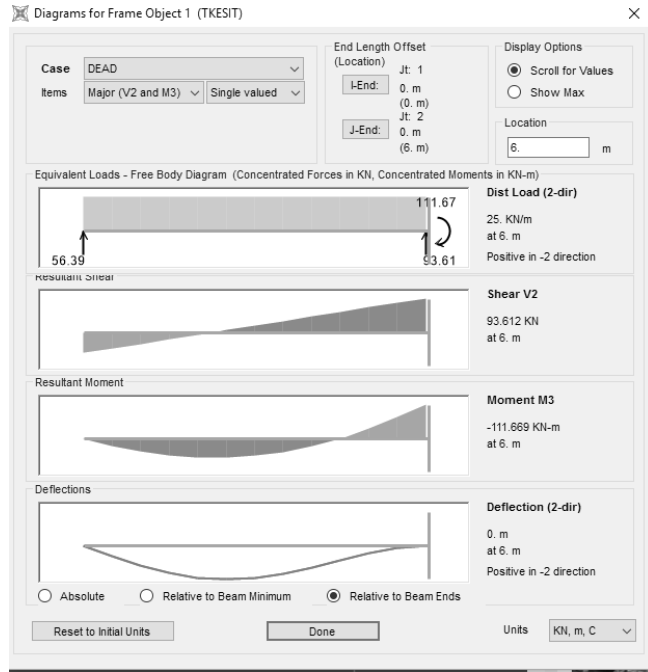 Diagrams for Frame Object 1 (TKESIT)
Case DEAD
Items Major (V2 and M3) Single valued
End Length Offset
(Location)
Jt: 1
I-End: 0. m
(0. m)
Jt: 2
J-End: 0. m
(6. m)
Display Options
Scroll for Values
Show Max
Location
6. m
Equivalent Loads - Free Body Diagram (Concentrated Forces in KN, Concentrated Moments in KN-m)
111.67
56.39 93.61
Dist Load (2-dir)
25. KN/m
at 6. m
Positive in -2 direction
Resultant Shear
Shear V2
93.612 KN
at 6. m
Resultant Moment
Moment M3
-111.669 KN-m
at 6. m
Deflections
Deflection (2-dir)
0. m
at 6. m
Positive in -2 direction
Absolute Relative to Beam Minimum Relative to Beam Ends
Reset to Initial Units Done Units KN, m, C